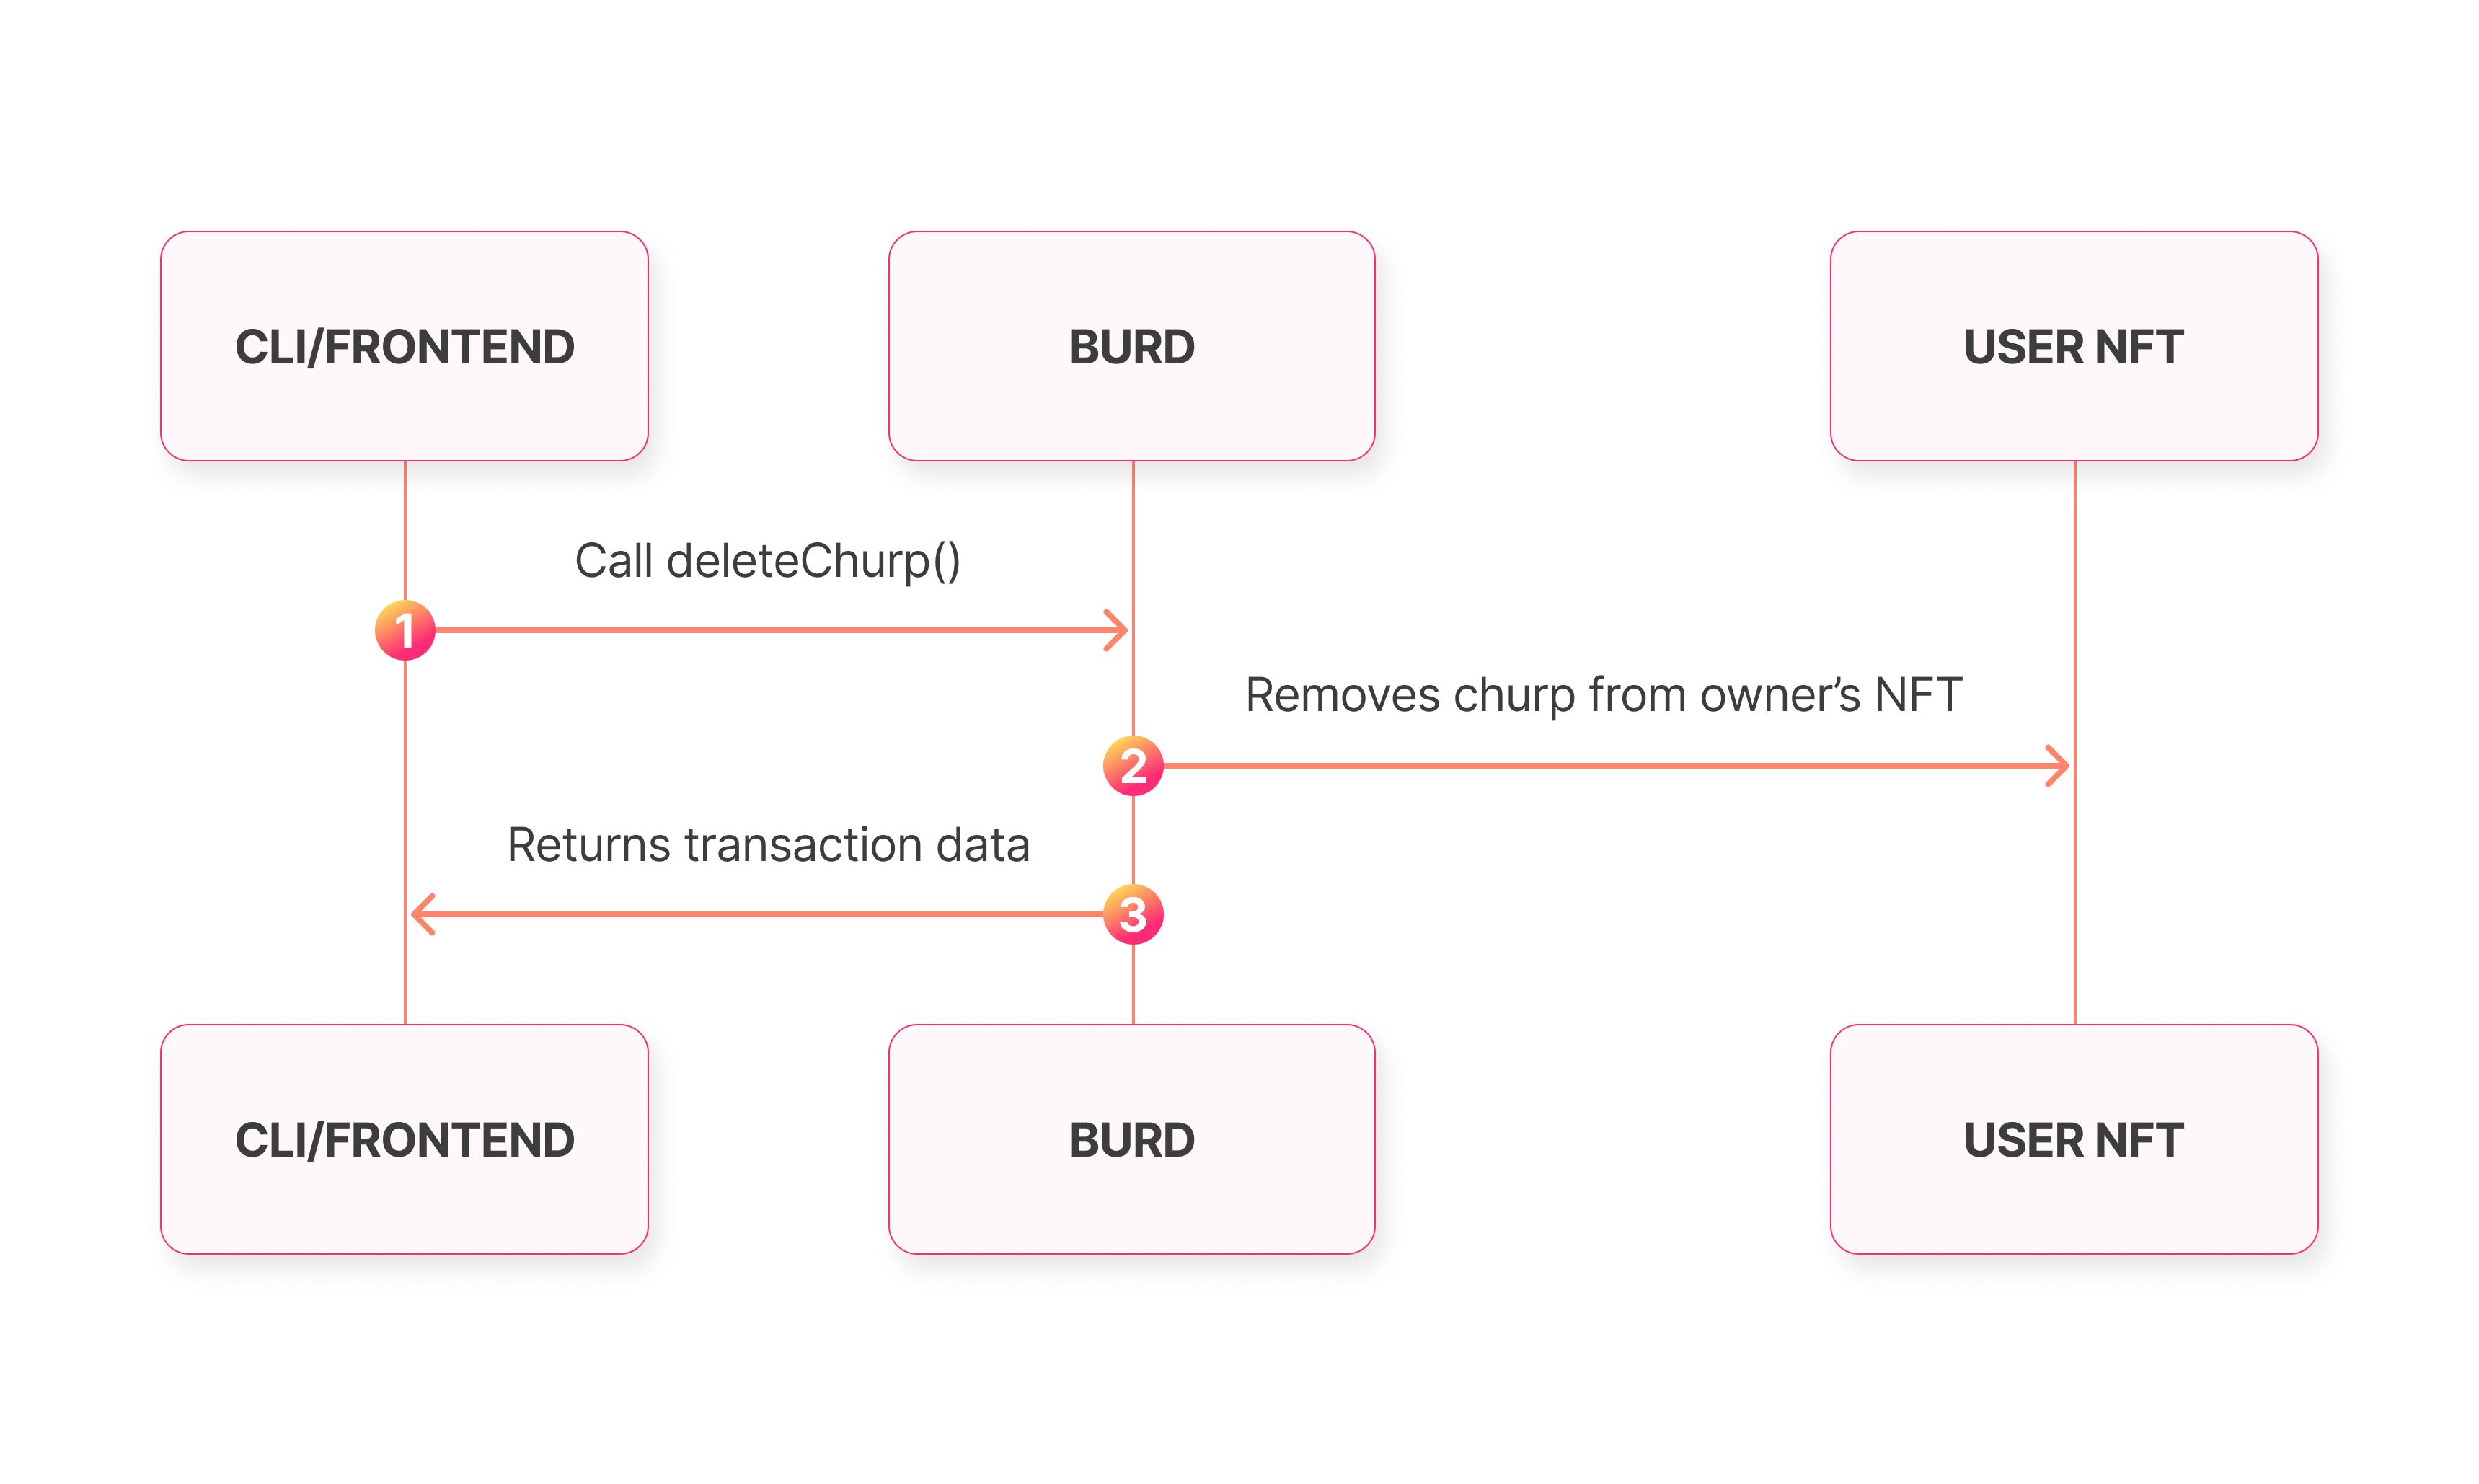 CLI/FRONTEND
BURD
USER NFT
Call deleteChurp()
1
Removes churp from owner’s NFT
2
Returns transaction data
3
CLI/FRONTEND
BURD
USER NFT